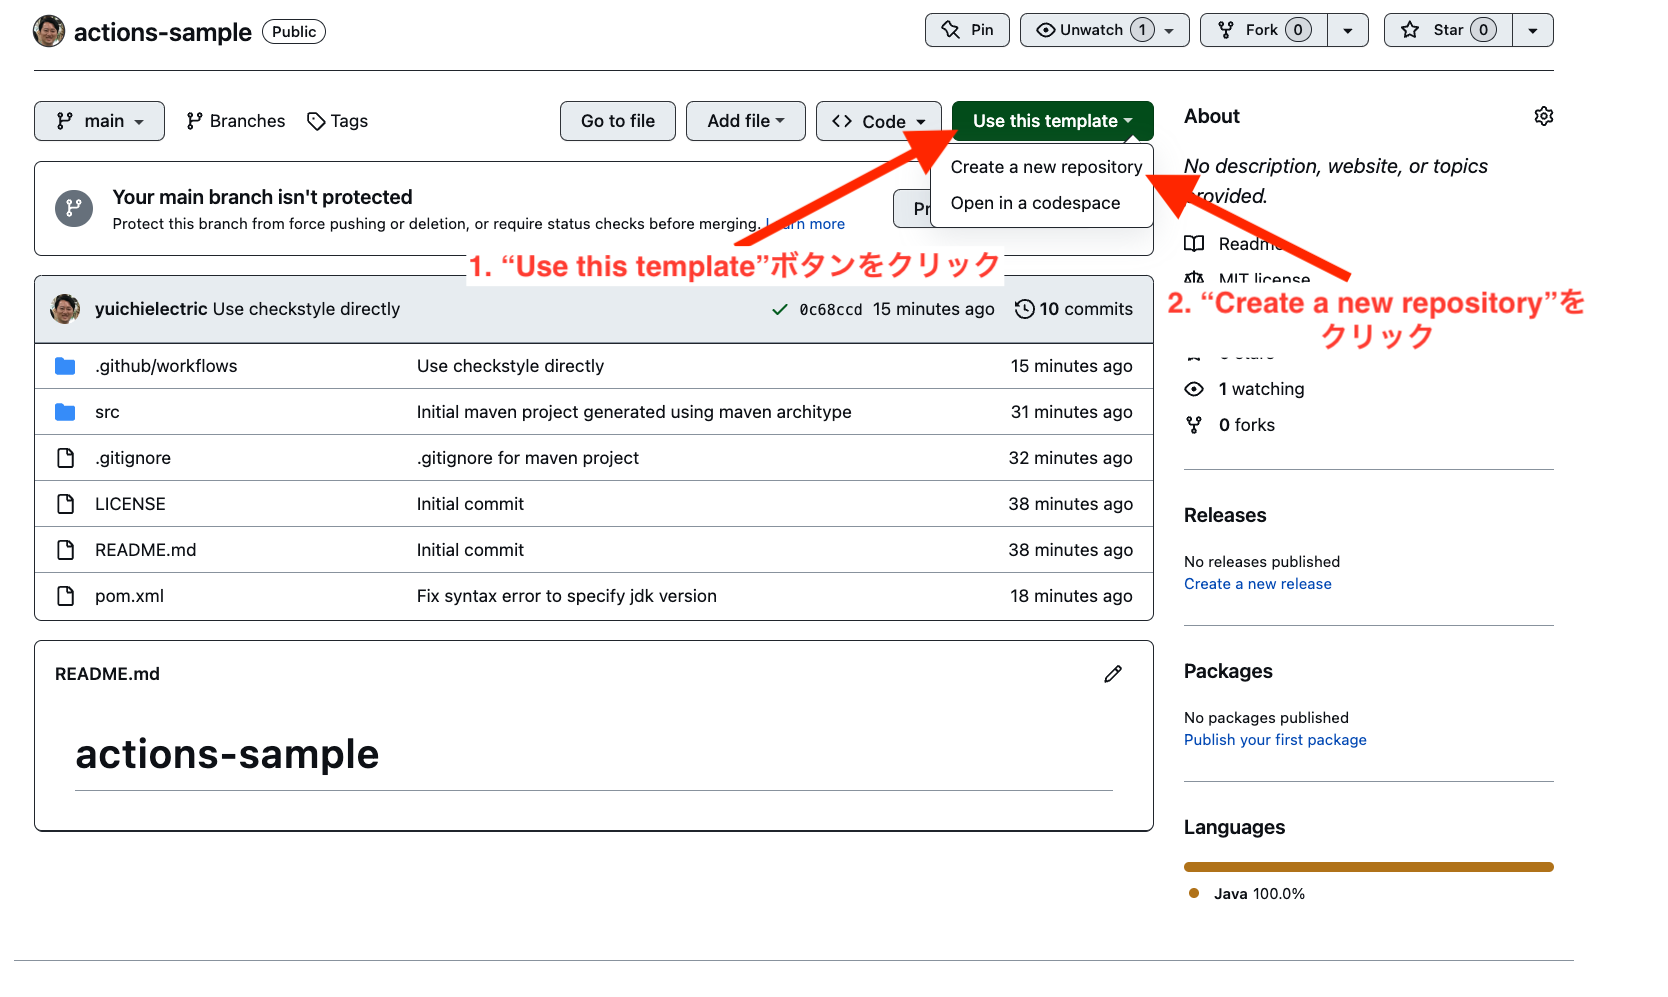 actions-sample Public
Pin
Unwatch 1
Fork 0
Star 0
main
Branches
Tags
Go to file
Add file
Code
Use this template
Create a new repository
Open in a codespace
Your main branch isn't protected
Protect this branch from force pushing or deletion, or require status checks before merging. Learn more
1. “Use this template”ボタンをクリック
2. “Create a new repository”を
クリック
yuichielectric Use checkstyle directly
0c68ccd 15 minutes ago 10 commits
.github/workflows Use checkstyle directly 15 minutes ago
src Initial maven project generated using maven architype 31 minutes ago
.gitignore .gitignore for maven project 32 minutes ago
LICENSE Initial commit 38 minutes ago
README.md Initial commit 38 minutes ago
pom.xml Fix syntax error to specify jdk version 18 minutes ago
README.md
actions-sample
About
No description, website, or topics
provided.
Readme
MIT license
0 stars
1 watching
0 forks
Releases
No releases published
Create a new release
Packages
No packages published
Publish your first package
Languages
Java 100.0%